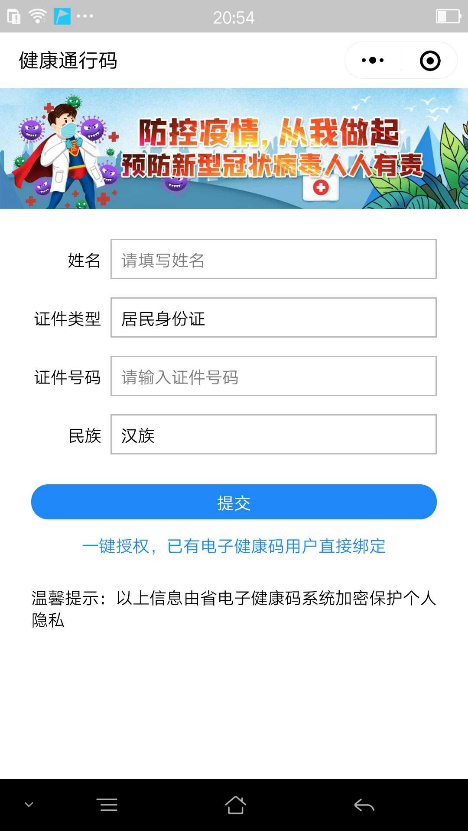 20:54
健康通行码
防控疫情,从我做起
预防新型冠状病毒人人有责
姓名 请填写姓名
证件类型 居民身份证
证件号码 请输入证件号码
民族 汉族
提交
一键授权，已有电子健康码用户直接绑定
温馨提示：以上信息由省电子健康码系统加密保护个人
隐私